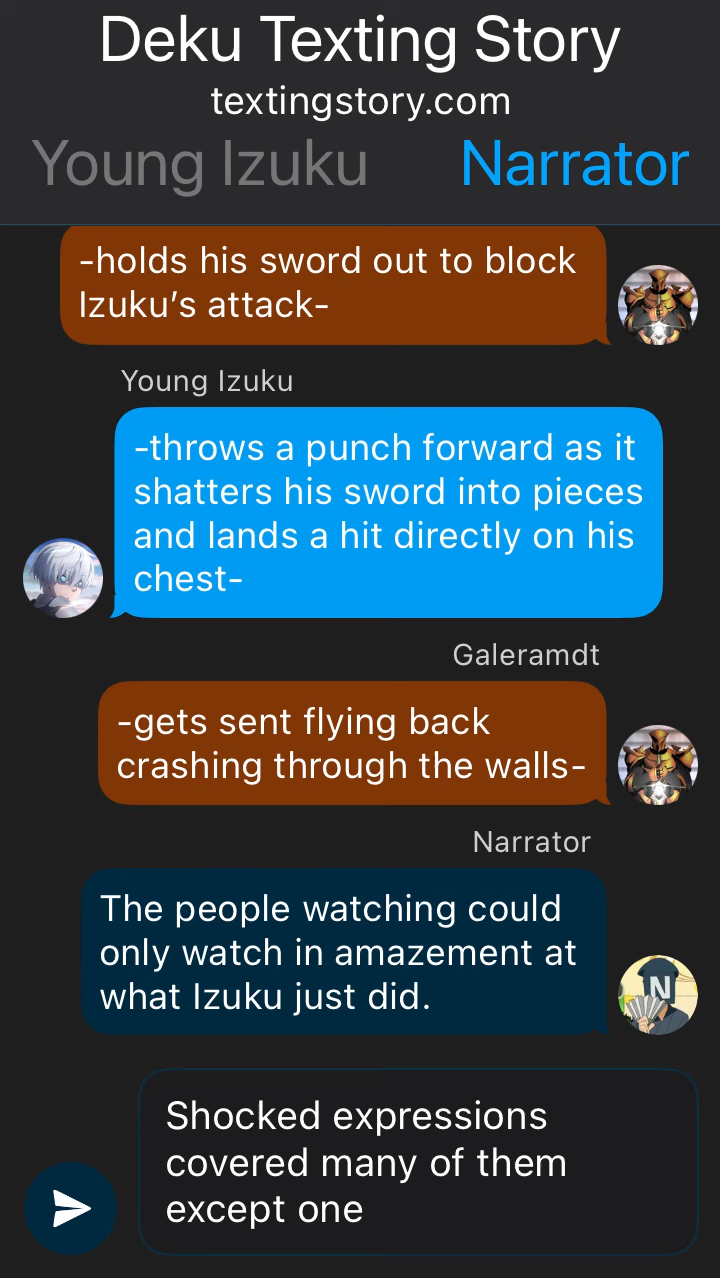 Deku Texting Story
textingstory.com
Young Izuku Narrator
-holds his sword out to block
Izuku’s attack-
Young Izuku
-throws a punch forward as it
shatters his sword into pieces
and lands a hit directly on his
chest-
Galeramdt
-gets sent flying back
crashing through the walls-
Narrator
The people watching could
only watch in amazement at
what Izuku just did.
N
Shocked expressions
covered many of them
except one